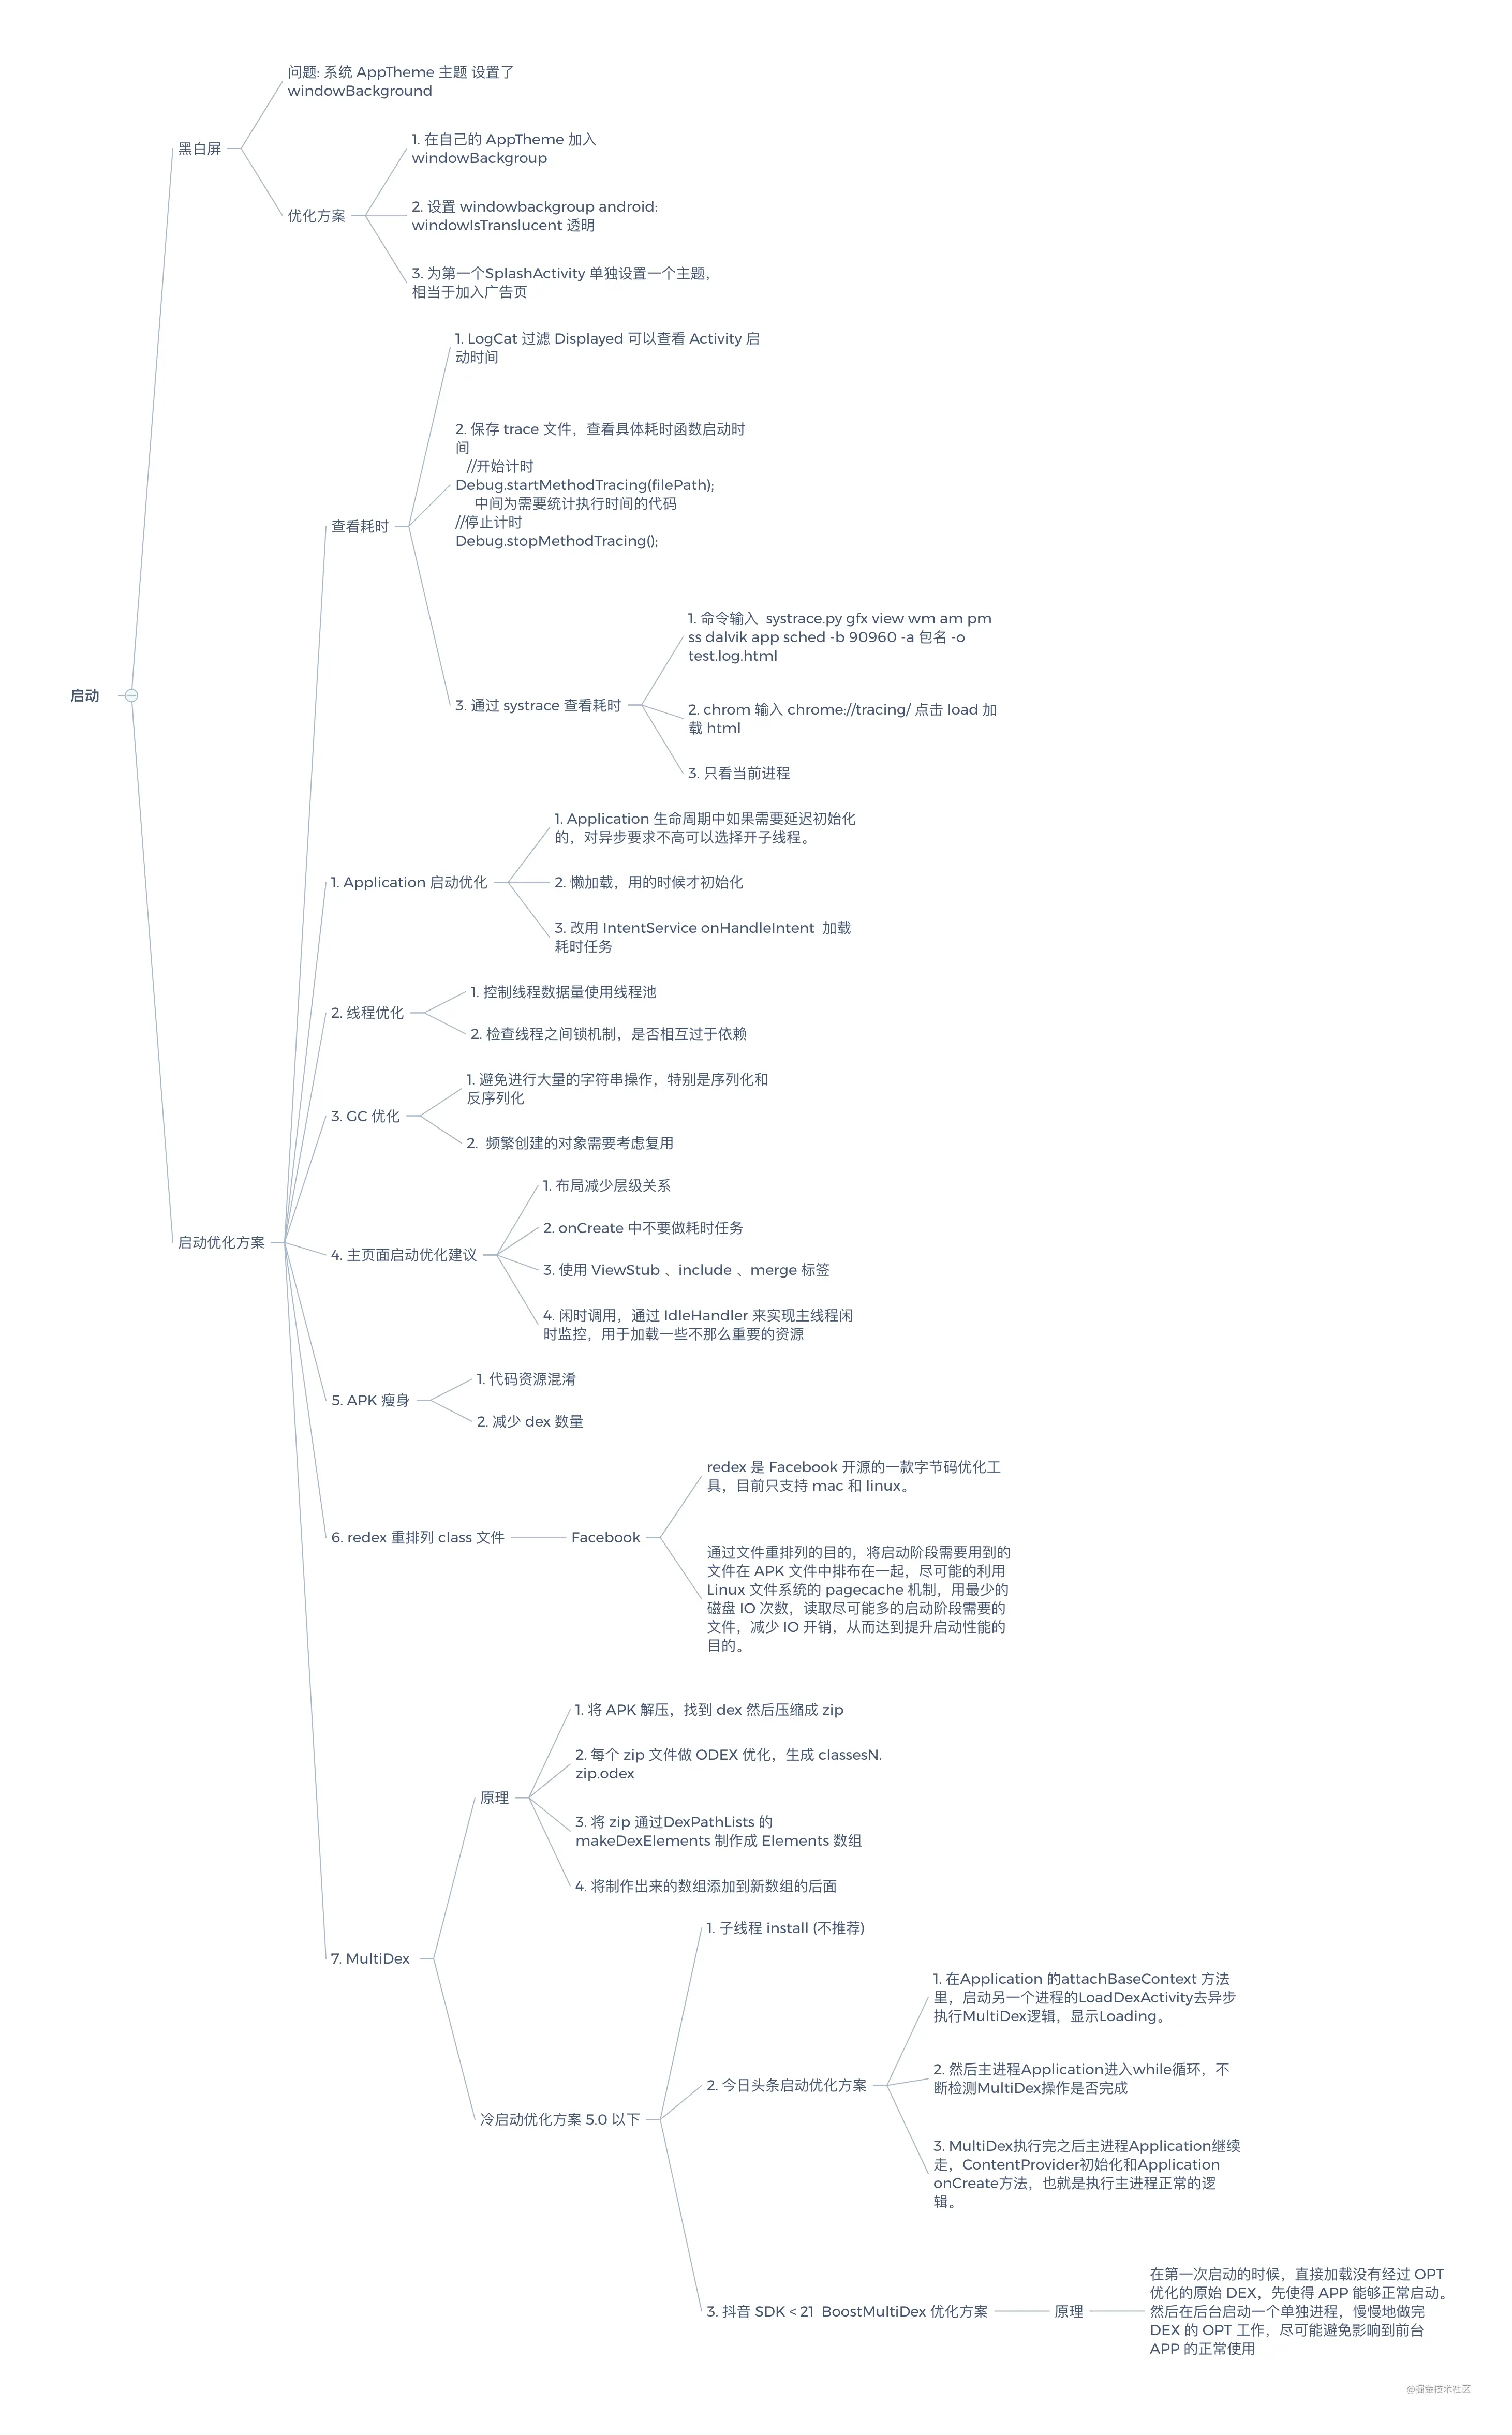 问题: 系统 AppTheme 主题 设置了
windowBackground
黑白屏
1. 在自己的 AppTheme 加入
windowBackgroup
优化方案
2. 设置 windowbackgroup android:
windowIsTranslucent 透明
3. 为第一个SplashActivity 单独设置一个主题，
相当于加入广告页
1. LogCat 过滤 Displayed 可以查看 Activity 启
动时间
2. 保存 trace 文件，查看具体耗时函数启动时
间
//开始计时
Debug.startMethodTracing(filePath);
中间为需要统计执行时间的代码
//停止计时
Debug.stopMethodTracing();
查看耗时
1. 命令输入  systrace.py gfx view wm am pm
ss dalvik app sched -b 90960 -a 包名 -o
test.log.html
启动
3. 通过 systrace 查看耗时
2. chrom 输入 chrome://tracing/ 点击 load 加
载 html
3. 只看当前进程
1. Application 生命周期中如果需要延迟初始化
的，对异步要求不高可以选择开子线程。
1. Application 启动优化
2. 懒加载，用的时候才初始化
3. 改用 IntentService onHandleIntent  加载
耗时任务
1. 控制线程数据量使用线程池
2. 线程优化
2. 检查线程之间锁机制，是否相互过于依赖
1. 避免进行大量的字符串操作，特别是序列化和
反序列化
3. GC 优化
2.  频繁创建的对象需要考虑复用
1. 布局减少层级关系
2. onCreate 中不要做耗时任务
启动优化方案
4. 主页面启动优化建议
3. 使用 ViewStub 、include 、merge 标签
4. 闲时调用，通过 IdleHandler 来实现主线程闲
时监控，用于加载一些不那么重要的资源
1. 代码资源混淆
5. APK 瘦身
2. 减少 dex 数量
redex 是 Facebook 开源的一款字节码优化工
具，目前只支持 mac 和 linux。
6. redex 重排列 class 文件
Facebook
通过文件重排列的目的，将启动阶段需要用到的
文件在 APK 文件中排布在一起，尽可能的利用
Linux 文件系统的 pagecache 机制，用最少的
磁盘 IO 次数，读取尽可能多的启动阶段需要的
文件，减少 IO 开销，从而达到提升启动性能的
目的。
1. 将 APK 解压，找到 dex 然后压缩成 zip
2. 每个 zip 文件做 ODEX 优化，生成 classesN.
zip.odex
原理
3. 将 zip 通过DexPathLists 的
makeDexElements 制作成 Elements 数组
4. 将制作出来的数组添加到新数组的后面
7. MultiDex
1. 子线程 install (不推荐)
1. 在Application 的attachBaseContext 方法
里，启动另一个进程的LoadDexActivity去异步
执行MultiDex逻辑，显示Loading。
2. 今日头条启动优化方案
2. 然后主进程Application进入while循环，不
断检测MultiDex操作是否完成
冷启动优化方案 5.0 以下
3. MultiDex执行完之后主进程Application继续
走，ContentProvider初始化和Application
onCreate方法，也就是执行主进程正常的逻
辑。
3. 抖音 SDK < 21  BoostMultiDex 优化方案
原理
在第一次启动的时候，直接加载没有经过 OPT
优化的原始 DEX，先使得 APP 能够正常启动。
然后在后台启动一个单独进程，慢慢地做完
DEX 的 OPT 工作，尽可能避免影响到前台
APP 的正常使用
@掘金技术社区